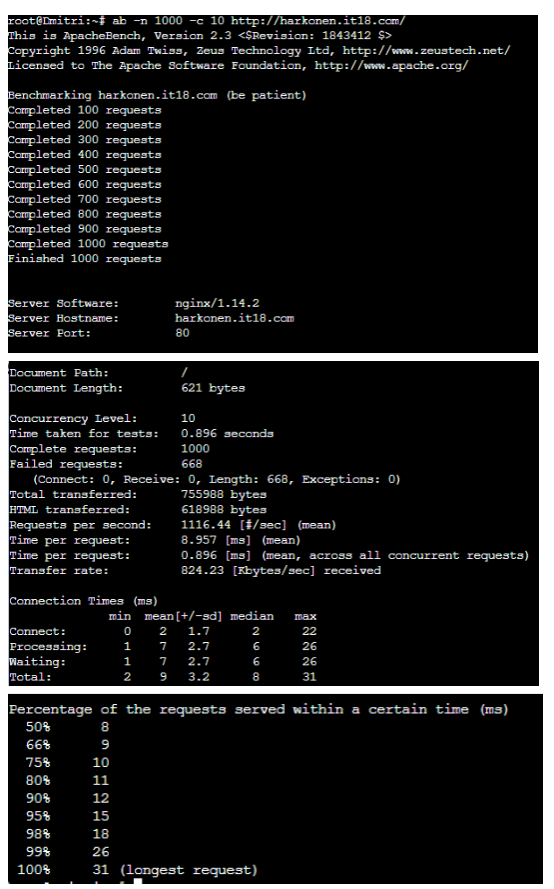 root@Dmitri:~# ab -n 1000 -c 10 http://harkonen.it18.com/
This is ApacheBench, Version 2.3 <$Revision: 1843412 $>
Copyright 1996 Adam Twiss, Zeus Technology Ltd, http://www.zeustech.net/
Licensed to The Apache Software Foundation, http://www.apache.org/

Benchmarking harkonen.it18.com (be patient)
Completed 100 requests
Completed 200 requests
Completed 300 requests
Completed 400 requests
Completed 500 requests
Completed 600 requests
Completed 700 requests
Completed 800 requests
Completed 900 requests
Completed 1000 requests
Finished 1000 requests

Server Software:        nginx/1.14.2
Server Hostname:        harkonen.it18.com
Server Port:            80

Document Path:          /
Document Length:        621 bytes

Concurrency Level:      10
Time taken for tests:   0.896 seconds
Complete requests:      1000
Failed requests:        668
   (Connect: 0, Receive: 0, Length: 668, Exceptions: 0)
Total transferred:      755988 bytes
HTML transferred:       618988 bytes
Requests per second:    1116.44 [#/sec] (mean)
Time per request:       8.957 [ms] (mean)
Time per request:       0.896 [ms] (mean, across all concurrent requests)
Transfer rate:          824.23 [Kbytes/sec] received

Connection Times (ms)
              min  mean[+/-sd] median   max
Connect:        0    2   1.7      2      22
Processing:     1    7   2.7      6      26
Waiting:        1    7   2.7      6      26
Total:          2    9   3.2      8      31

Percentage of the requests served within a certain time (ms)
  50%      8
  66%      9
  75%     10
  80%     11
  90%     12
  95%     15
  98%     18
  99%     26
 100%     31 (longest request)